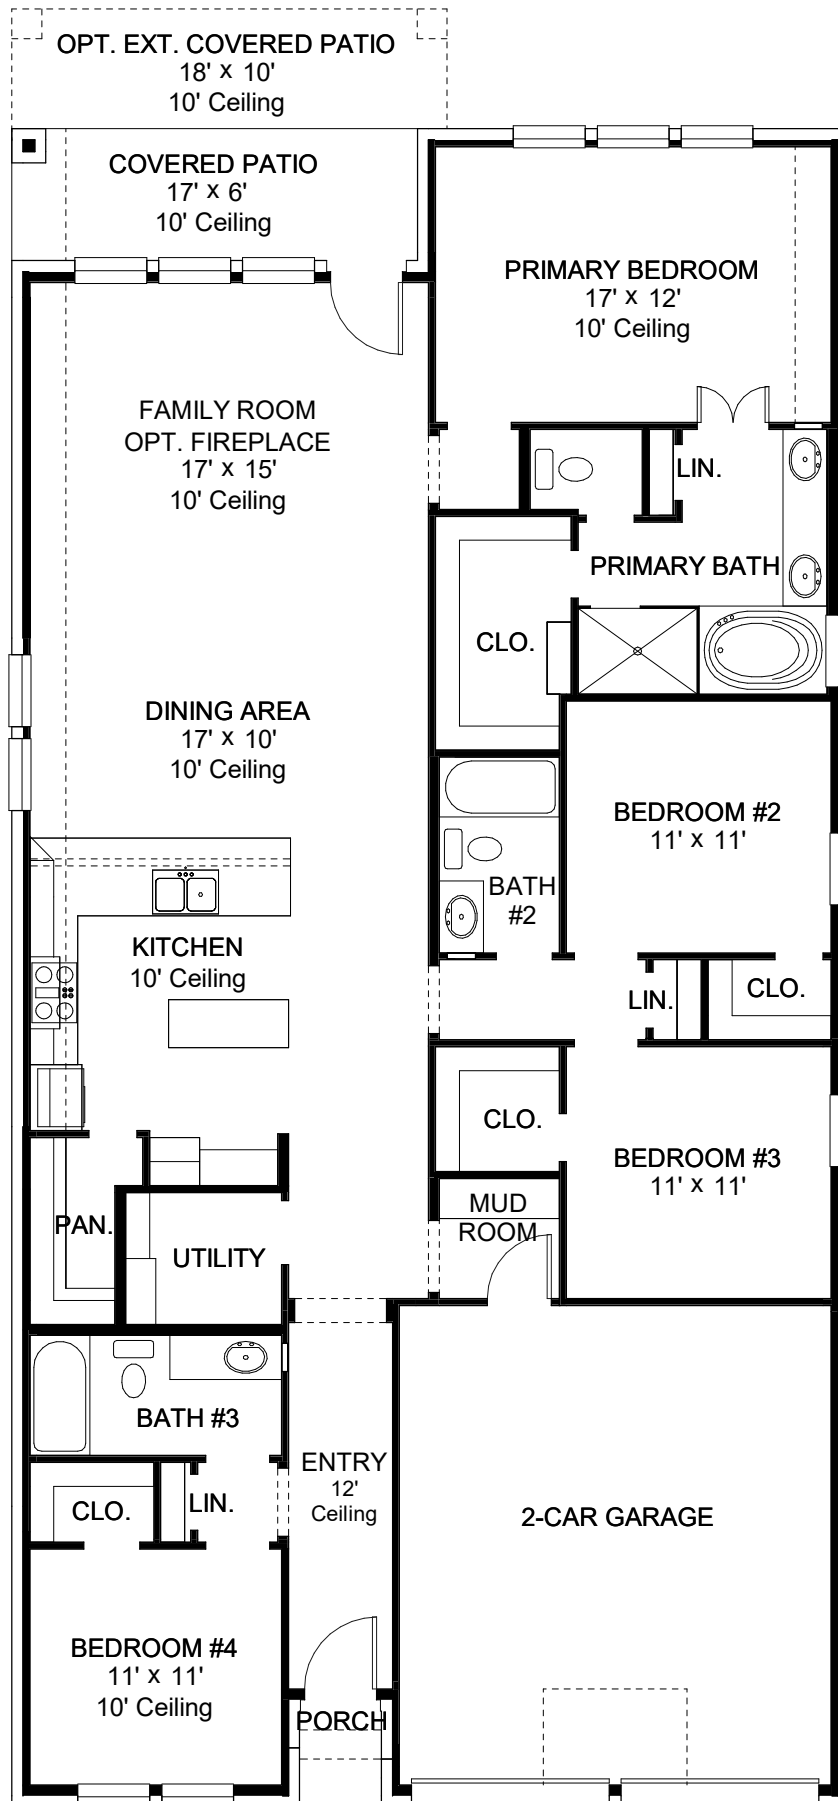 OPT. EXT. COVERED PATIO
18' x 10'
10' Ceiling
COVERED PATIO
17' x 6'
10' Ceiling
PRIMARY BEDROOM
17' x 12'
10' Ceiling
FAMILY ROOM
OPT. FIREPLACE
17' x 15'
10' Ceiling
LIN.
PRIMARY BATH
CLO.
DINING AREA
17' x 10'
10' Ceiling
BEDROOM #2
11' x 11'
BATH
#2
KITCHEN
10' Ceiling
LIN.
CLO.
CLO.
BEDROOM #3
11' x 11'
MUD
ROOM
PAN.
UTILITY
BATH #3
ENTRY
12'
Ceiling
CLO.
LIN.
2-CAR GARAGE
BEDROOM #4
11' x 11'
10' Ceiling
PORCH